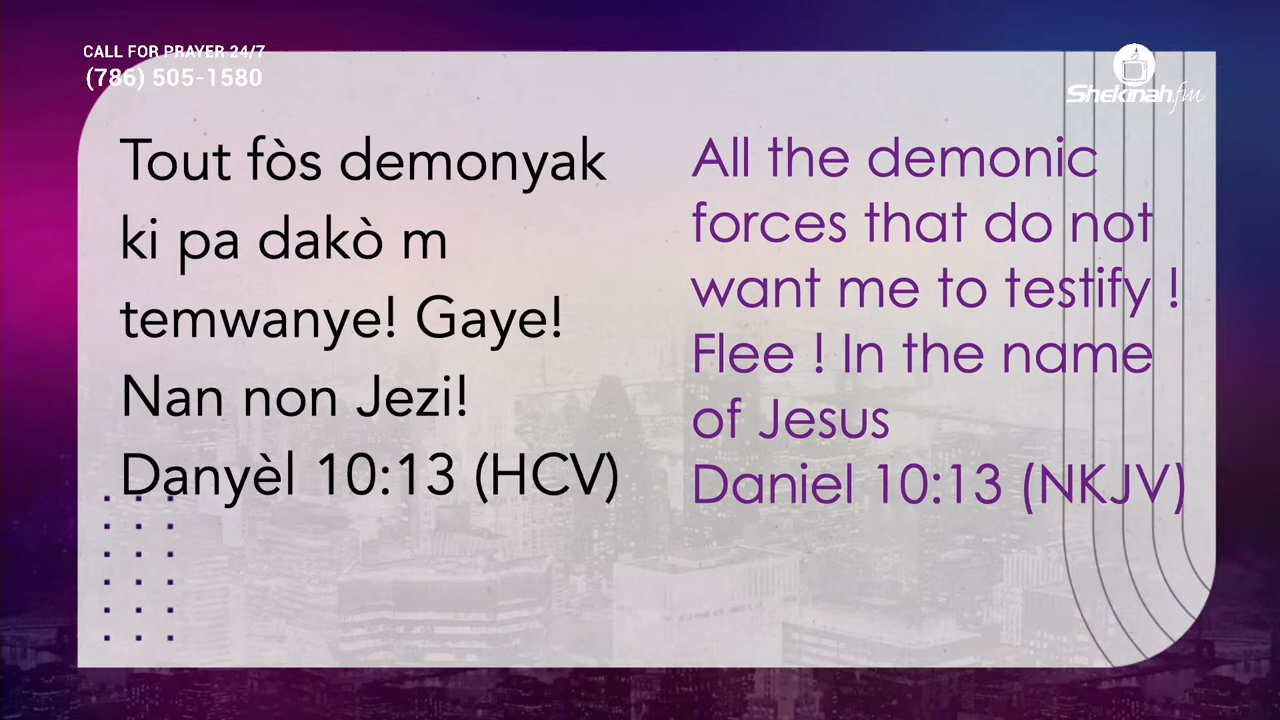 CALL FOR PRAYER 24/7
(786) 505-1580
Shekinah.fm
Tout fòs demonyak
ki pa dakò m
temwanye! Gaye!
Nan non Jezi!
Danyèl 10:13 (HCV)
All the demonic
forces that do not
want me to testify !
Flee ! In the name
of Jesus
Daniel 10:13 (NKJV)